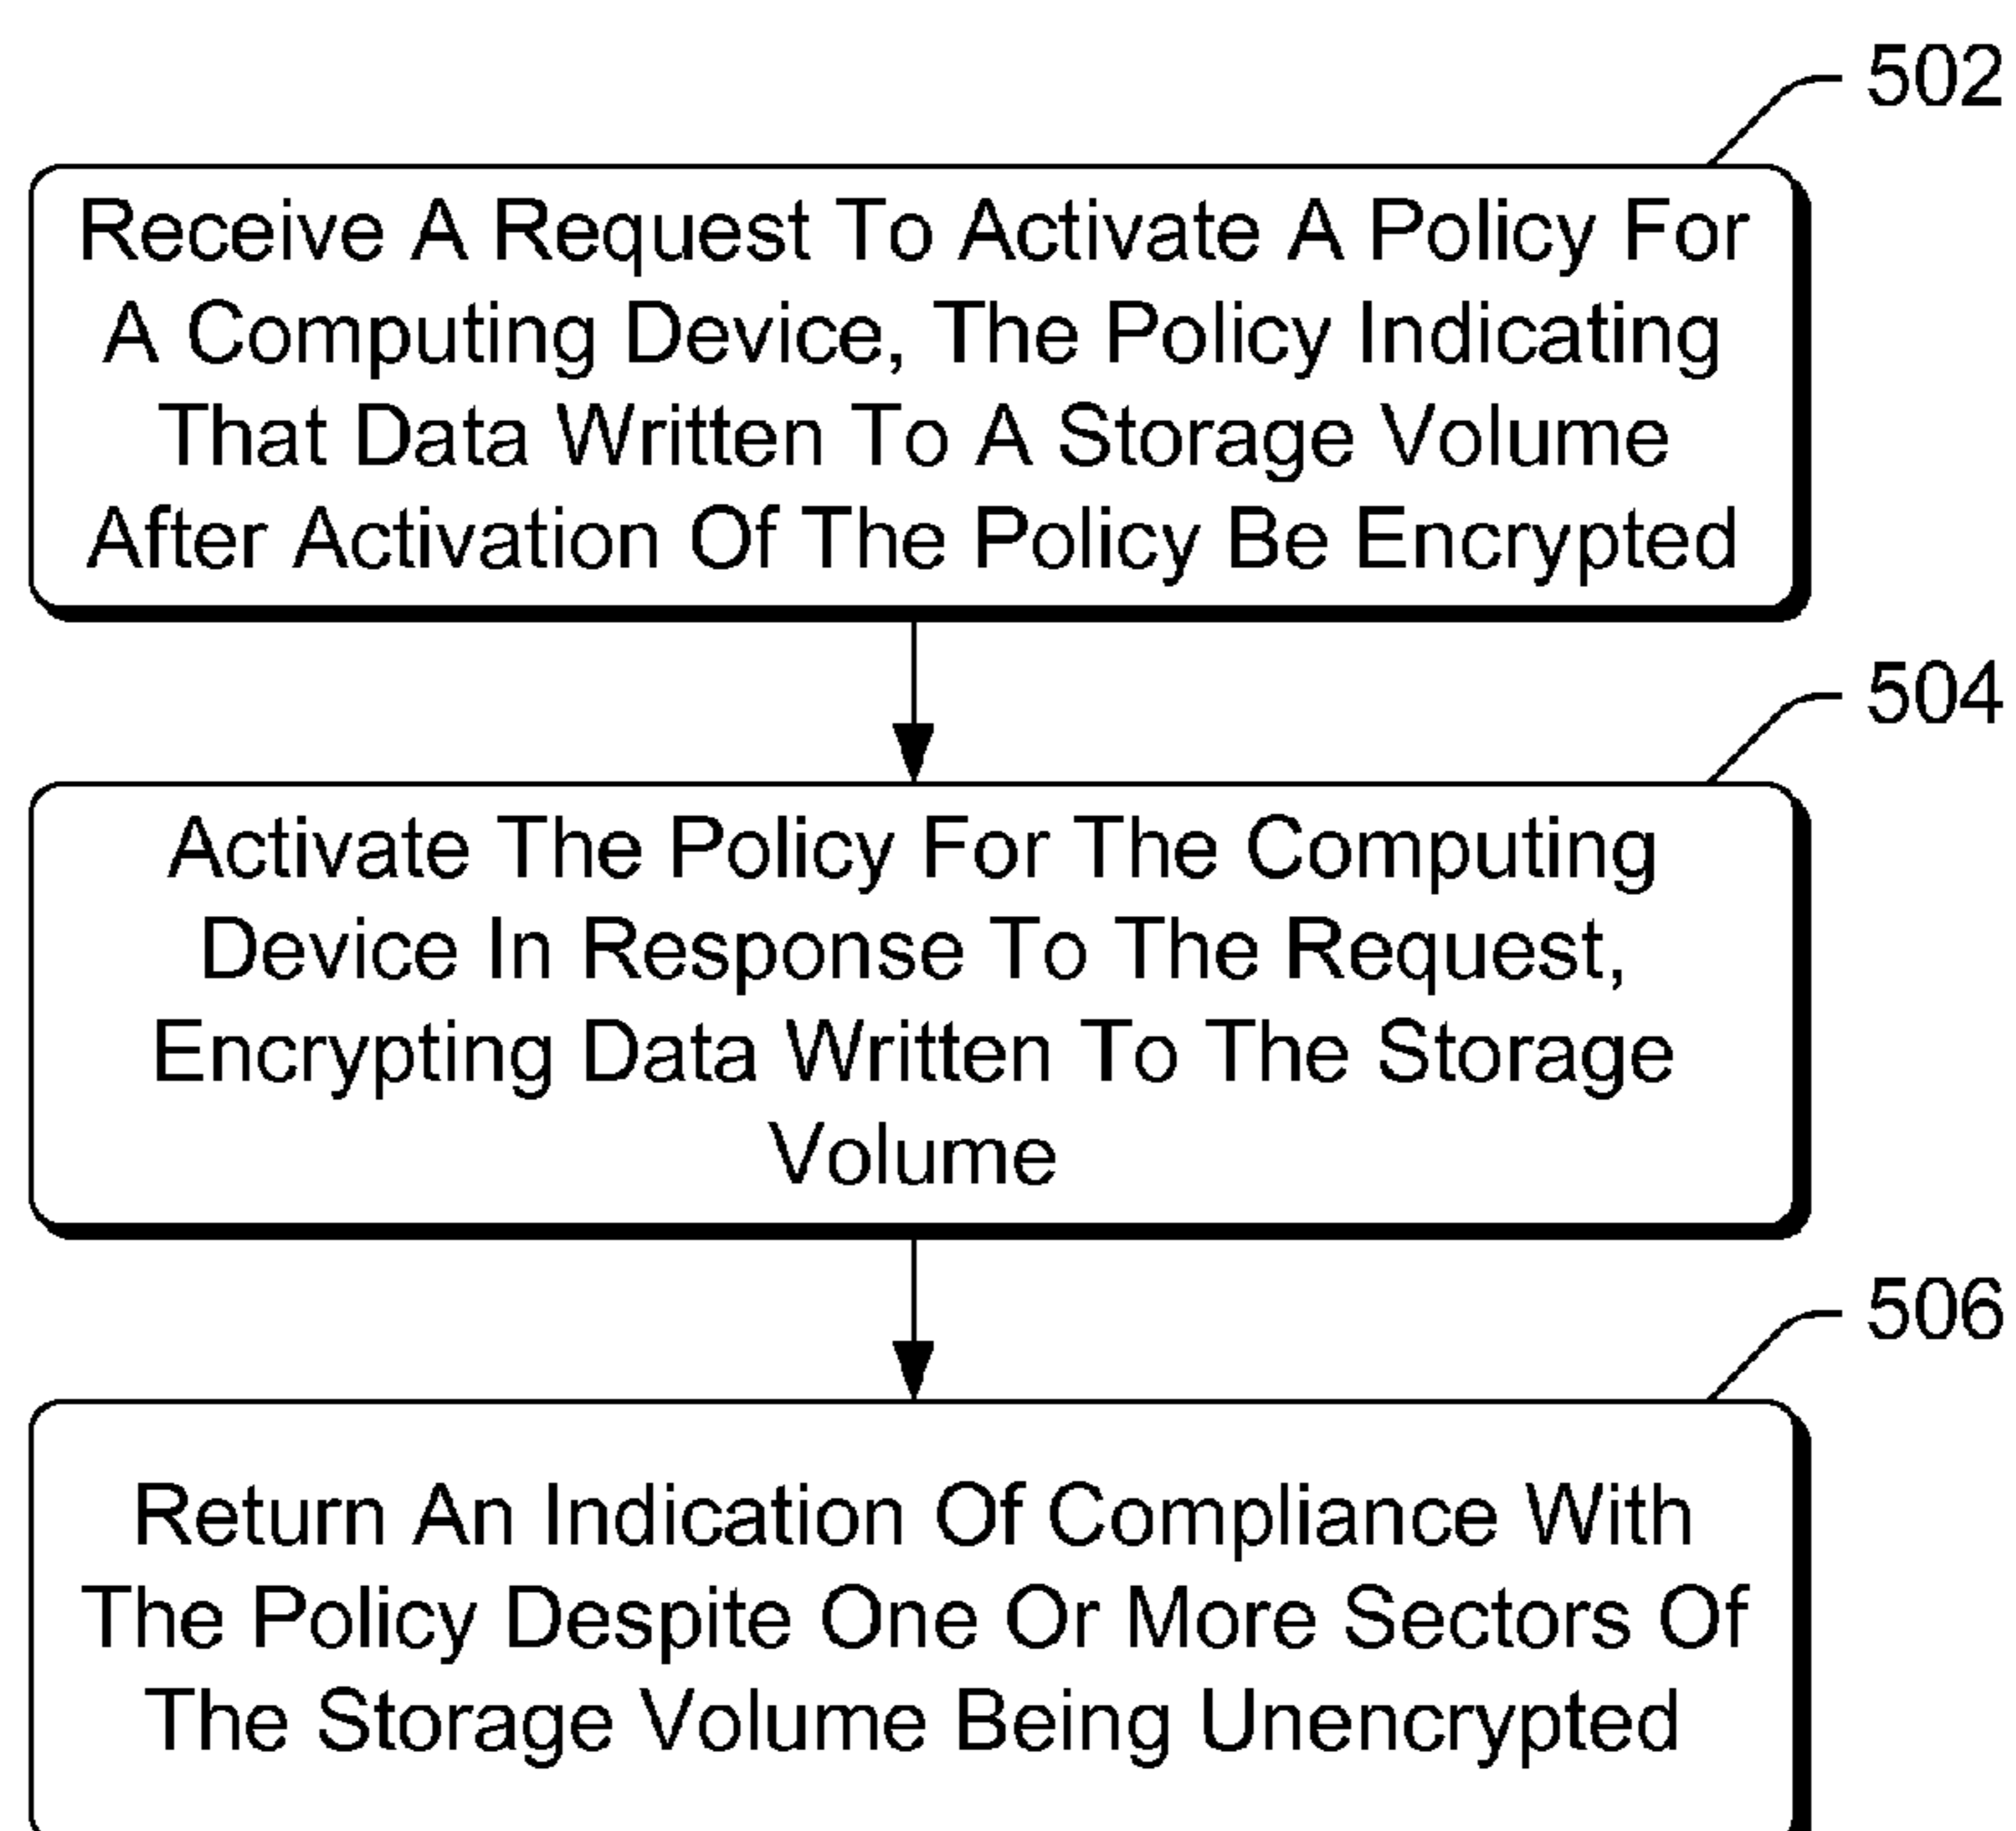 502
Receive A Request To Activate A Policy For
A Computing Device, The Policy Indicating
That Data Written To A Storage Volume
After Activation Of The Policy Be Encrypted
504
Activate The Policy For The Computing
Device In Response To The Request,
Encrypting Data Written To The Storage
Volume
506
Return An Indication Of Compliance With
The Policy Despite One Or More Sectors Of
The Storage Volume Being Unencrypted